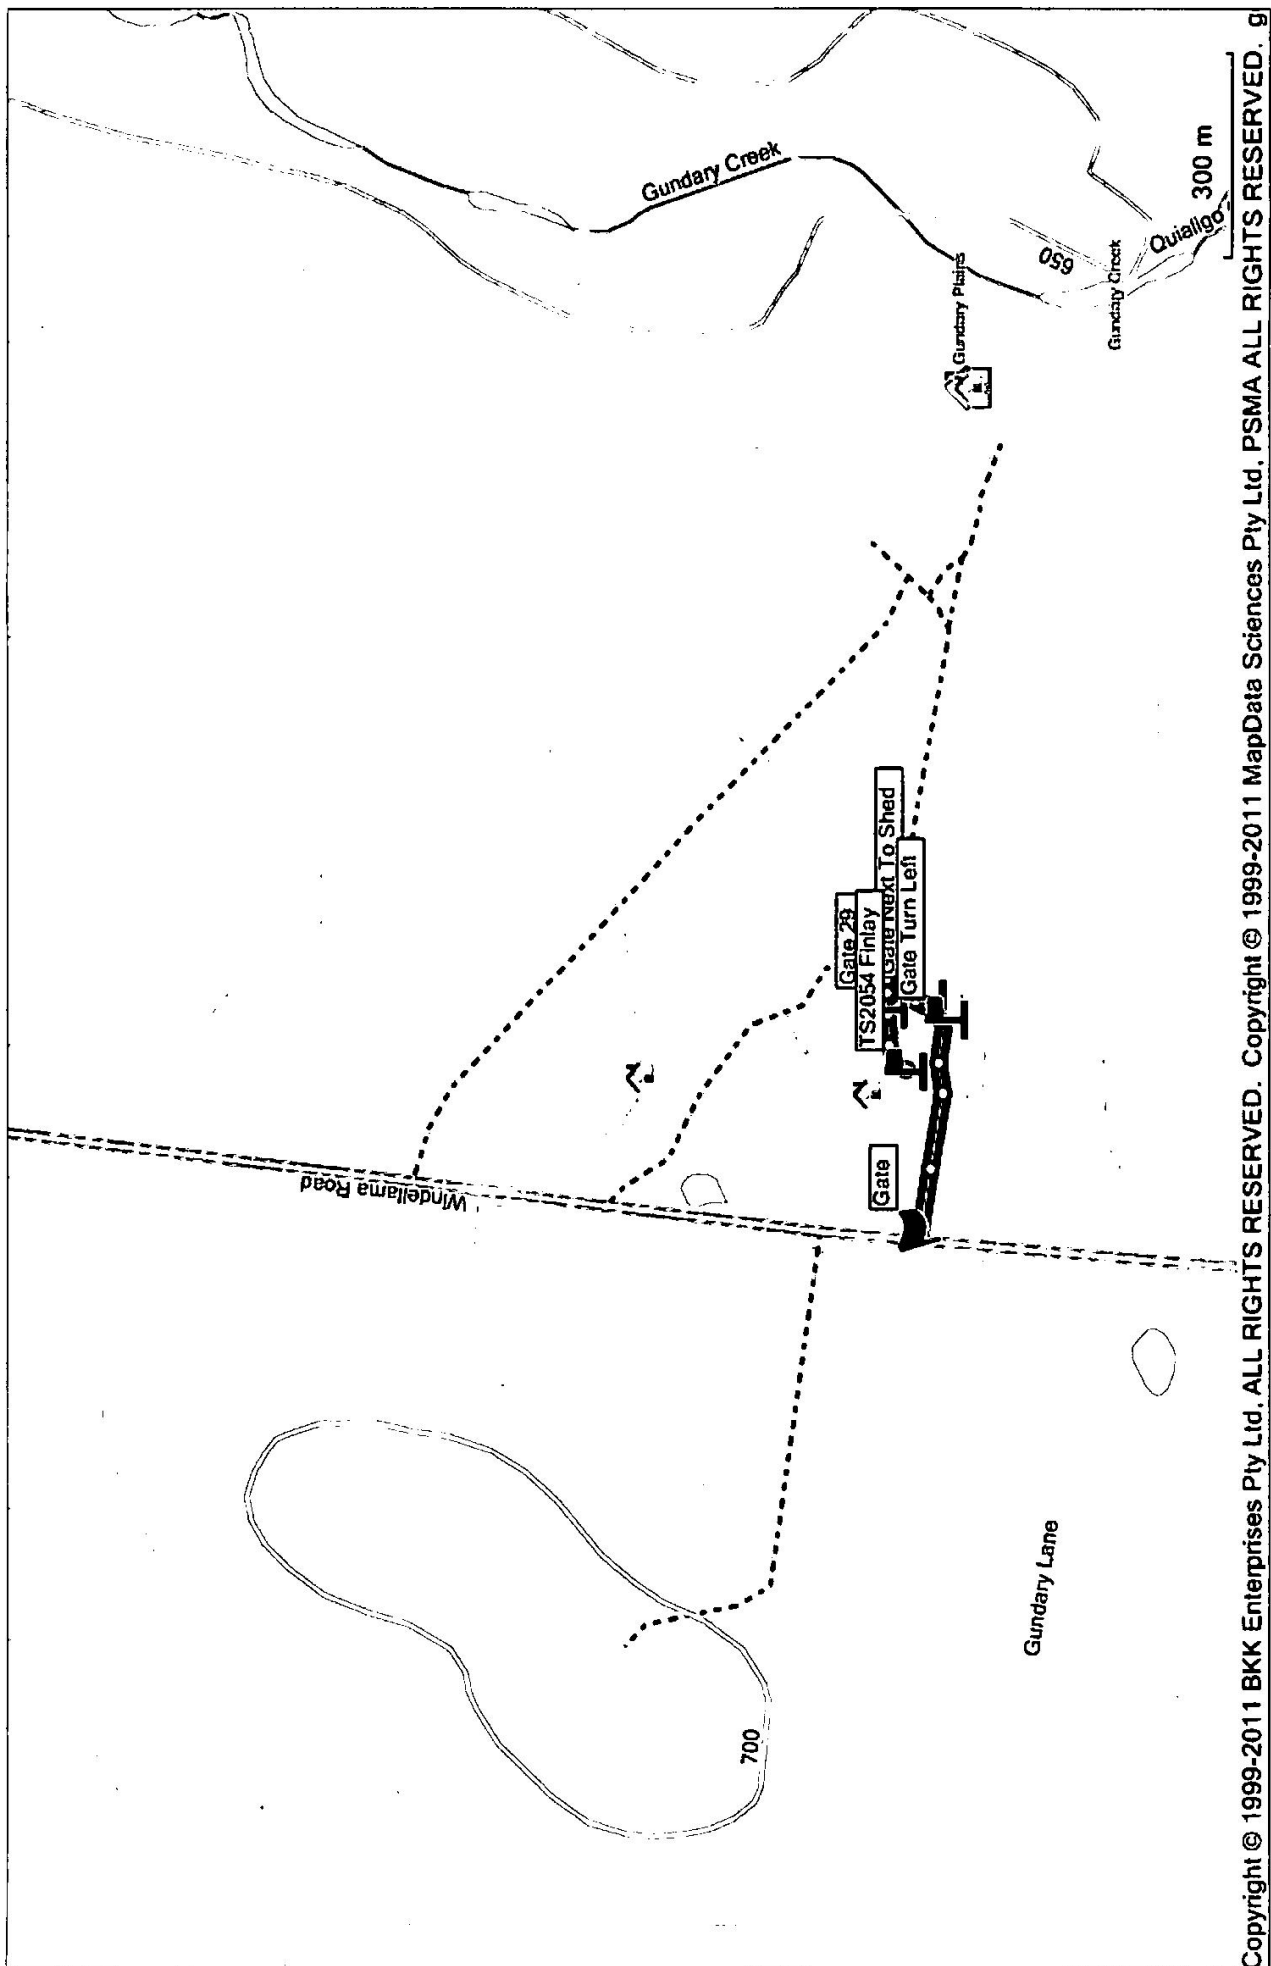 Gundary Creek
Gundary Plains
650
Gundary Creek
Quialigo
300 m
Windellama Road
Gate 29
TS2054 Finlay
Gate Next To Shed
Gate Turn Left
Gate
700
Gundary Lane
Copyright © 1999-2011 BKK Enterprises Pty Ltd. ALL RIGHTS RESERVED. Copyright © 1999-2011 MapData Sciences Pty Ltd. PSMA ALL RIGHTS RESERVED. g